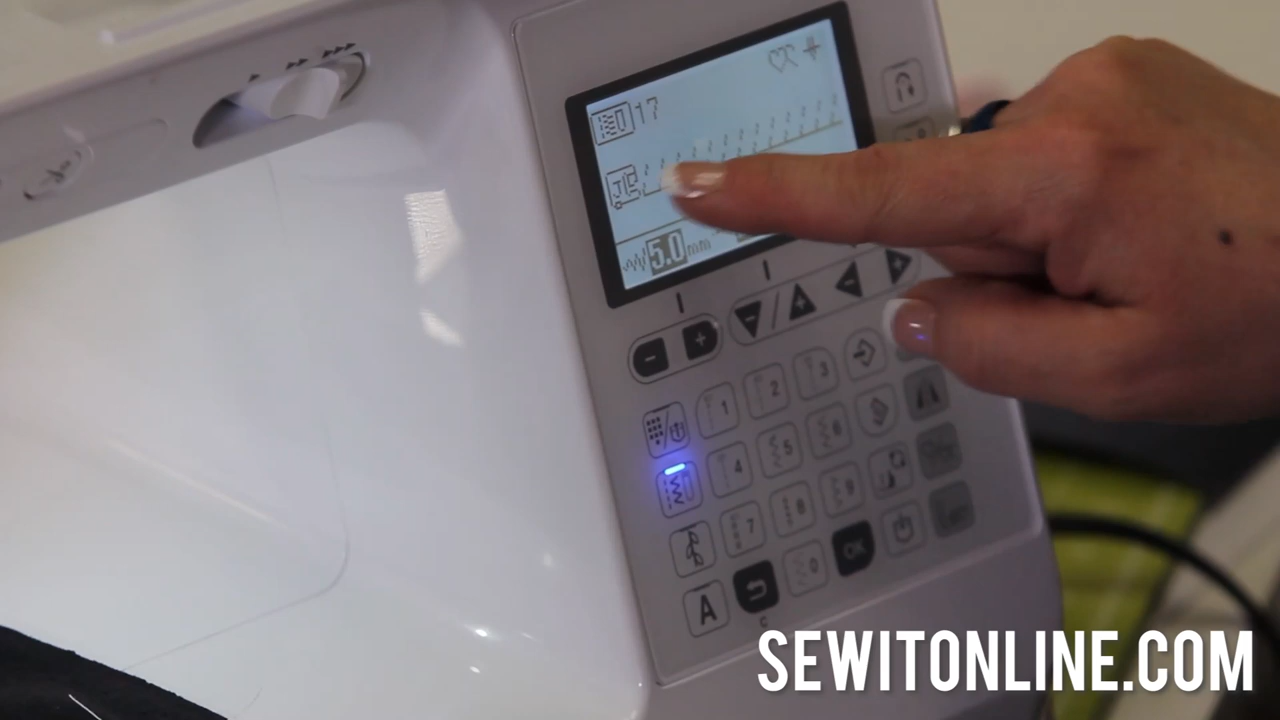 17
J
5.0 mm
- + - / + - +
1 2 3
4 5 6
7 8 9
A 0 OK
C
SEWITONLINE.COM